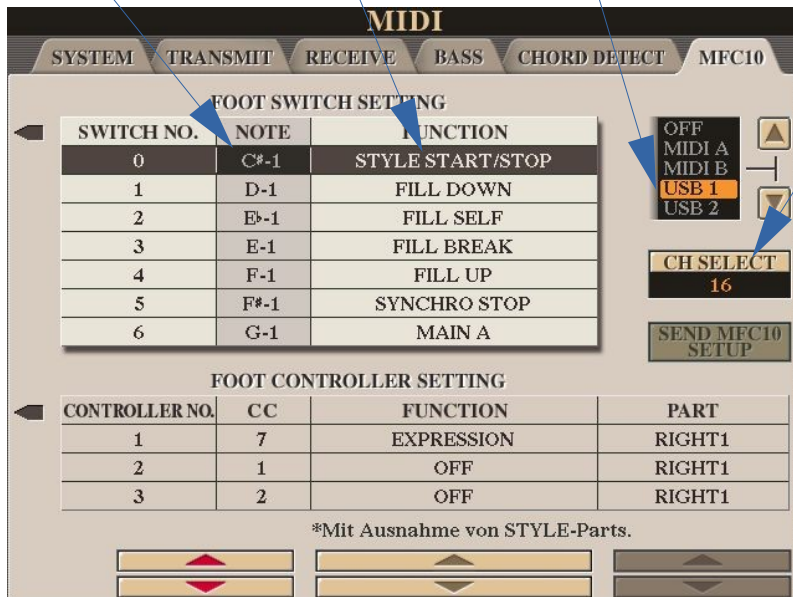 MIDI
SYSTEM TRANSMIT RECEIVE BASS CHORD DETECT MFC10
FOOT SWITCH SETTING
SWITCH NO. NOTE FUNCTION
0 C#-1 STYLE START/STOP
1 D-1 FILL DOWN
2 E♭-1 FILL SELF
3 E-1 FILL BREAK
4 F-1 FILL UP
5 F#-1 SYNCHRO STOP
6 G-1 MAIN A
OFF
MIDI A
MIDI B
USB 1
USB 2
CH SELECT
16
SEND MFC10
SETUP
FOOT CONTROLLER SETTING
CONTROLLER NO. CC FUNCTION PART
1 7 EXPRESSION RIGHT1
2 1 OFF RIGHT1
3 2 OFF RIGHT1
*Mit Ausnahme von STYLE-Parts.